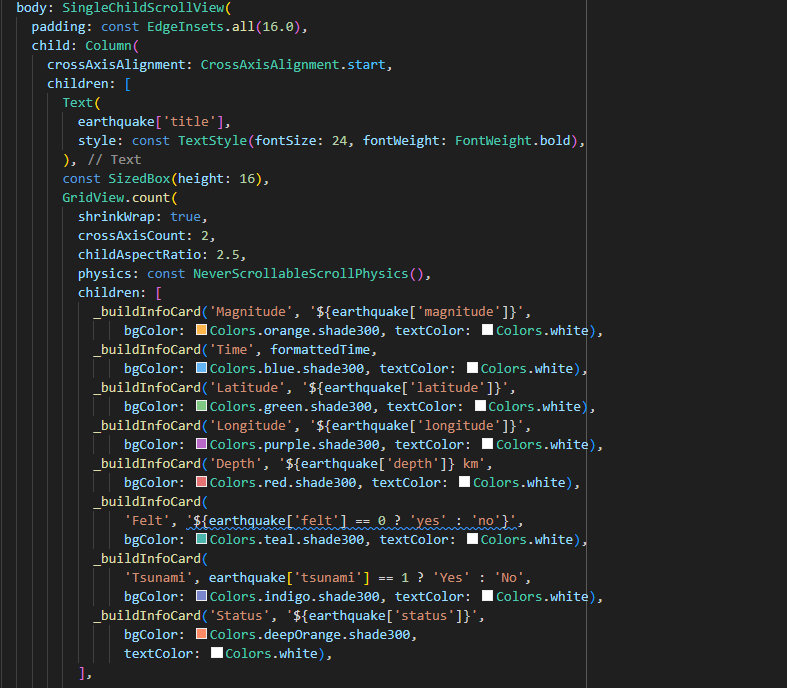 body: SingleChildScrollView(
  padding: const EdgeInsets.all(16.0),
  child: Column(
    crossAxisAlignment: CrossAxisAlignment.start,
    children: [
      Text(
        earthquake['title'],
        style: const TextStyle(fontSize: 24, fontWeight: FontWeight.bold),
      ), // Text
      const SizedBox(height: 16),
      GridView.count(
        shrinkWrap: true,
        crossAxisCount: 2,
        childAspectRatio: 2.5,
        physics: const NeverScrollableScrollPhysics(),
        children: [
          _buildInfoCard('Magnitude', '${earthquake['magnitude']}',
              bgColor: Colors.orange.shade300, textColor: Colors.white),
          _buildInfoCard('Time', formattedTime,
              bgColor: Colors.blue.shade300, textColor: Colors.white),
          _buildInfoCard('Latitude', '${earthquake['latitude']}',
              bgColor: Colors.green.shade300, textColor: Colors.white),
          _buildInfoCard('Longitude', '${earthquake['longitude']}',
              bgColor: Colors.purple.shade300, textColor: Colors.white),
          _buildInfoCard('Depth', '${earthquake['depth']} km',
              bgColor: Colors.red.shade300, textColor: Colors.white),
          _buildInfoCard(
              'Felt', '${earthquake['felt'] == 0 ? 'yes' : 'no'}',
              bgColor: Colors.teal.shade300, textColor: Colors.white),
          _buildInfoCard(
              'Tsunami', earthquake['tsunami'] == 1 ? 'Yes' : 'No',
              bgColor: Colors.indigo.shade300, textColor: Colors.white),
          _buildInfoCard('Status', '${earthquake['status']}',
              bgColor: Colors.deepOrange.shade300,
              textColor: Colors.white),
        ],